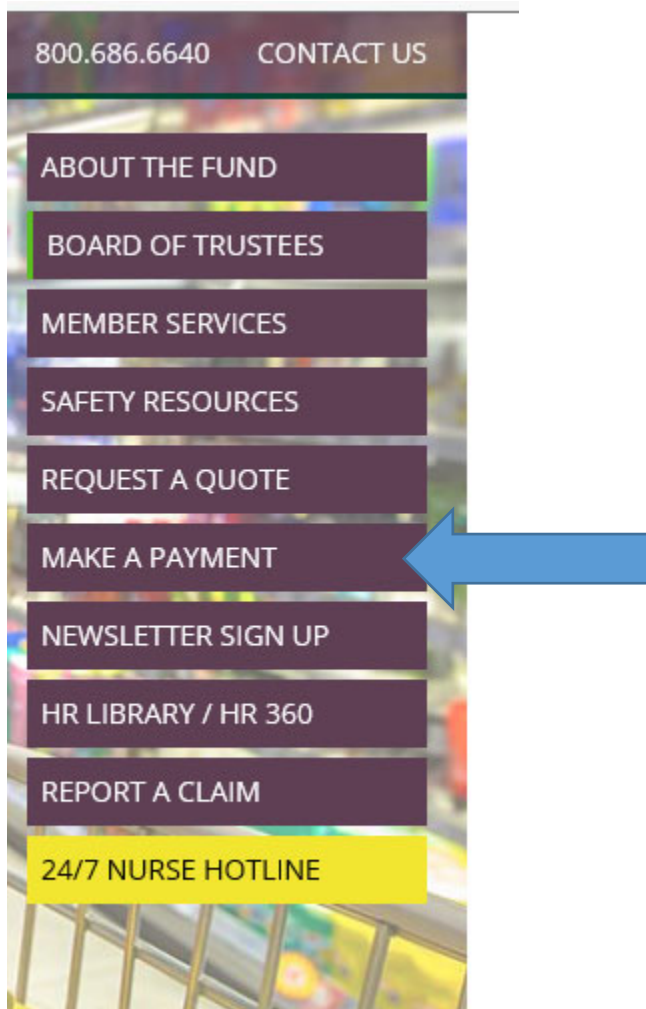 800.686.6640 CONTACT US
ABOUT THE FUND
BOARD OF TRUSTEES
MEMBER SERVICES
SAFETY RESOURCES
REQUEST A QUOTE
MAKE A PAYMENT
NEWSLETTER SIGN UP
HR LIBRARY / HR 360
REPORT A CLAIM
24/7 NURSE HOTLINE